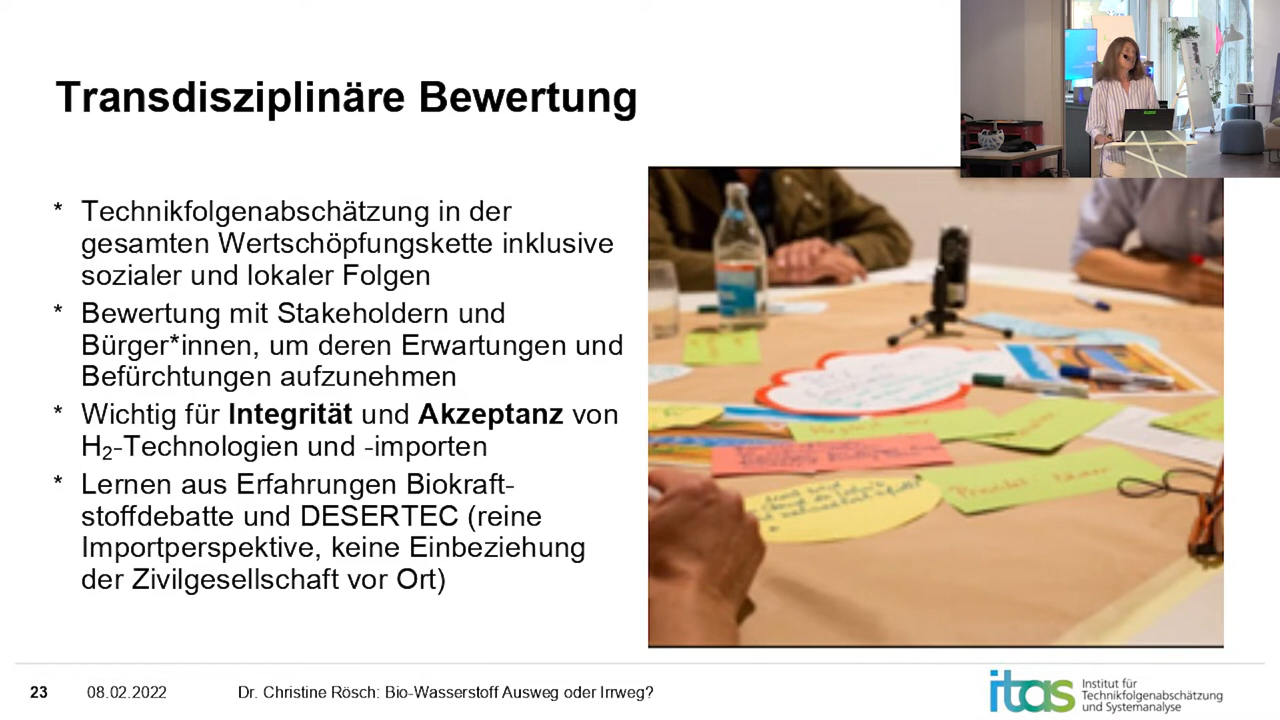 Transdisziplinäre Bewertung
* Technikfolgenabschätzung in der
gesamten Wertschöpfungskette inklusive
sozialer und lokaler Folgen
* Bewertung mit Stakeholdern und
Bürger*innen, um deren Erwartungen und
Befürchtungen aufzunehmen
* Wichtig für Integrität und Akzeptanz von
H₂-Technologien und -importen
* Lernen aus Erfahrungen Biokraft-
stoffdebatte und DESERTEC (reine
Importperspektive, keine Einbeziehung
der Zivilgesellschaft vor Ort)
23 08.02.2022 Dr. Christine Rösch: Bio-Wasserstoff Ausweg oder Irrweg?
itas
Institut für
Technikfolgenabschätzung
und Systemanalyse